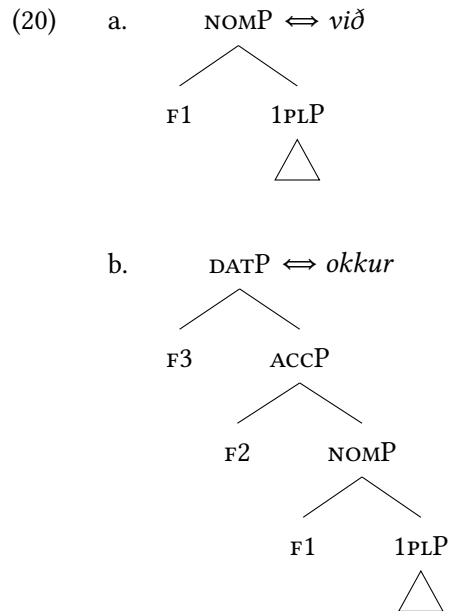 (20) a. NOMP ⇔ við
F1 1PLP
b. DATP ⇔ okkur
F3 ACCP
F2 NOMP
F1 1PLP